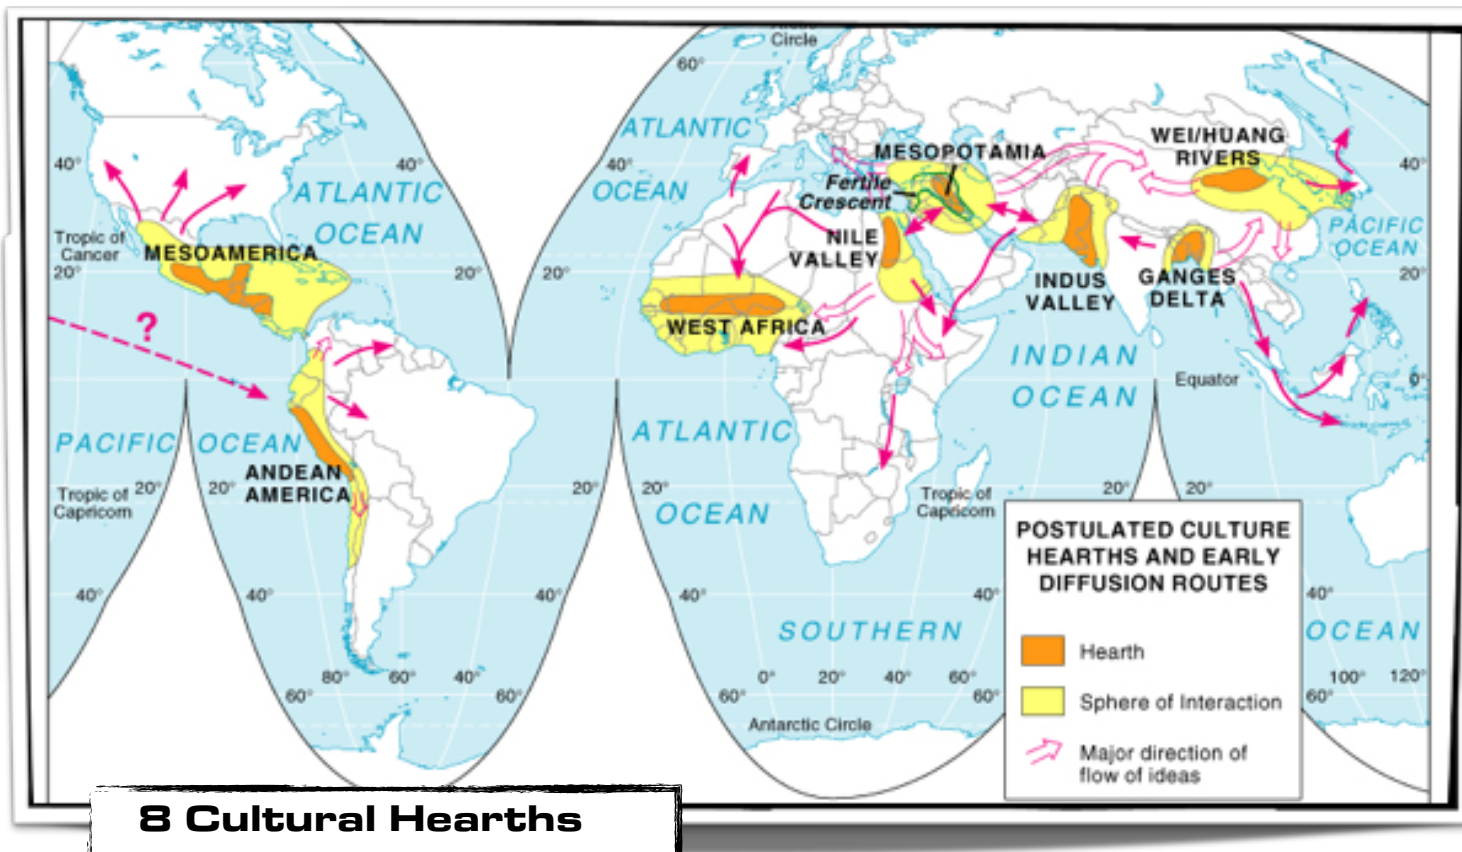 Circle
60°
ATLANTIC
OCEAN
40°
40°
ATLANTIC
OCEAN
40°
MESOPOTAMIA
Fertile
Crescent
WEI/HUANG
RIVERS
40°
Tropic of
Cancer
20°
MESOAMERICA
20°
20°
NILE
VALLEY
INDUS
VALLEY
GANGES
DELTA
PACIFIC
OCEAN
20°
?
WEST AFRICA
INDIAN
OCEAN
Equator
0°
PACIFIC
OCEAN
ANDEAN
AMERICA
ATLANTIC
OCEAN
Tropic of
Capricorn
20°
20°
20°
20°
Tropic of
Capricorn
20°
20°
40°
40°
40°
40°
40°
40°
SOUTHERN
OCEAN
80°
60°
40°
60°
60°
0°
20°
40°
60°
60°
60°
100°
120°
60°
Antarctic Circle
POSTULATED CULTURE
HEARTHS AND EARLY
DIFFUSION ROUTES
Hearth
Sphere of Interaction
Major direction of
flow of ideas
8 Cultural Hearths